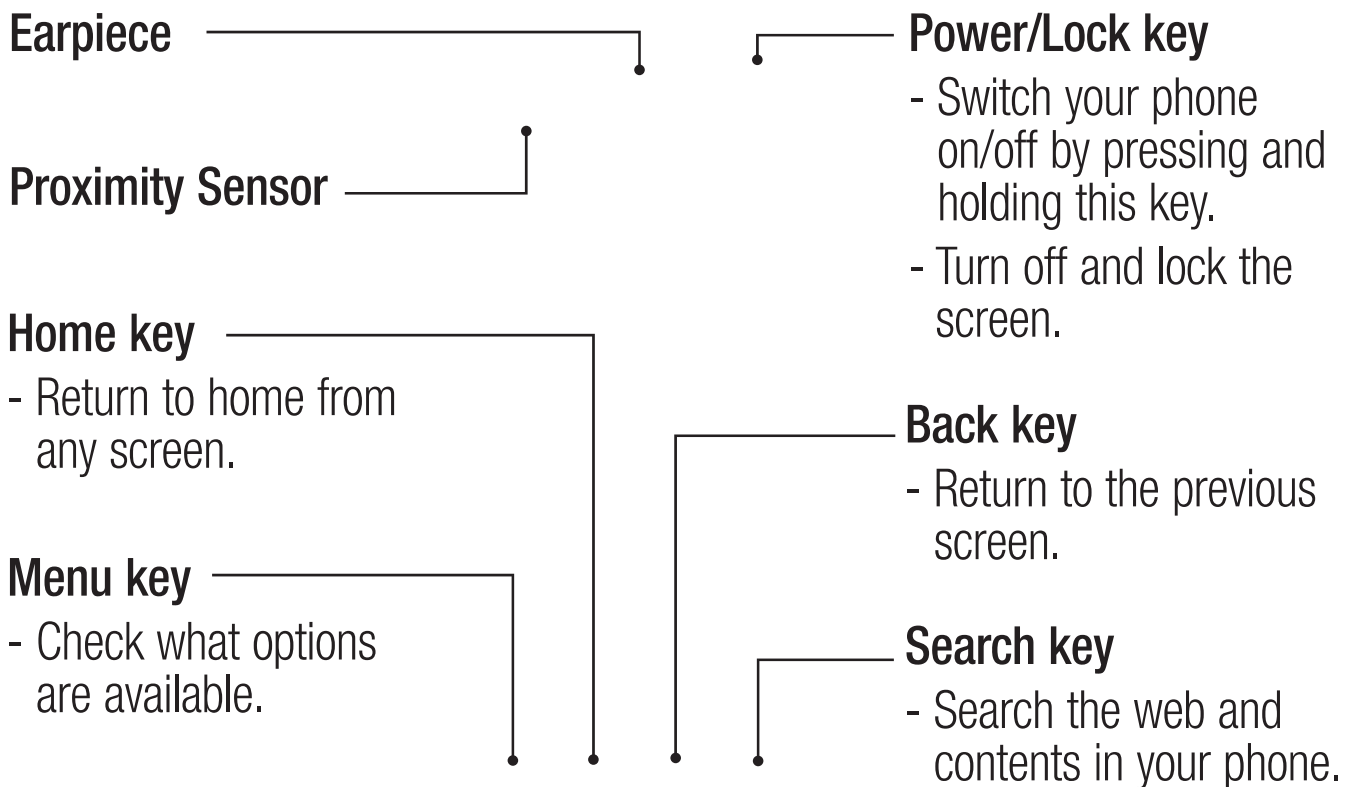 Earpiece
Proximity Sensor
Home key
- Return to home from
any screen.
Menu key
- Check what options
are available.
Power/Lock key
- Switch your phone
on/off by pressing and
holding this key.
- Turn off and lock the
screen.
Back key
- Return to the previous
screen.
Search key
- Search the web and
contents in your phone.